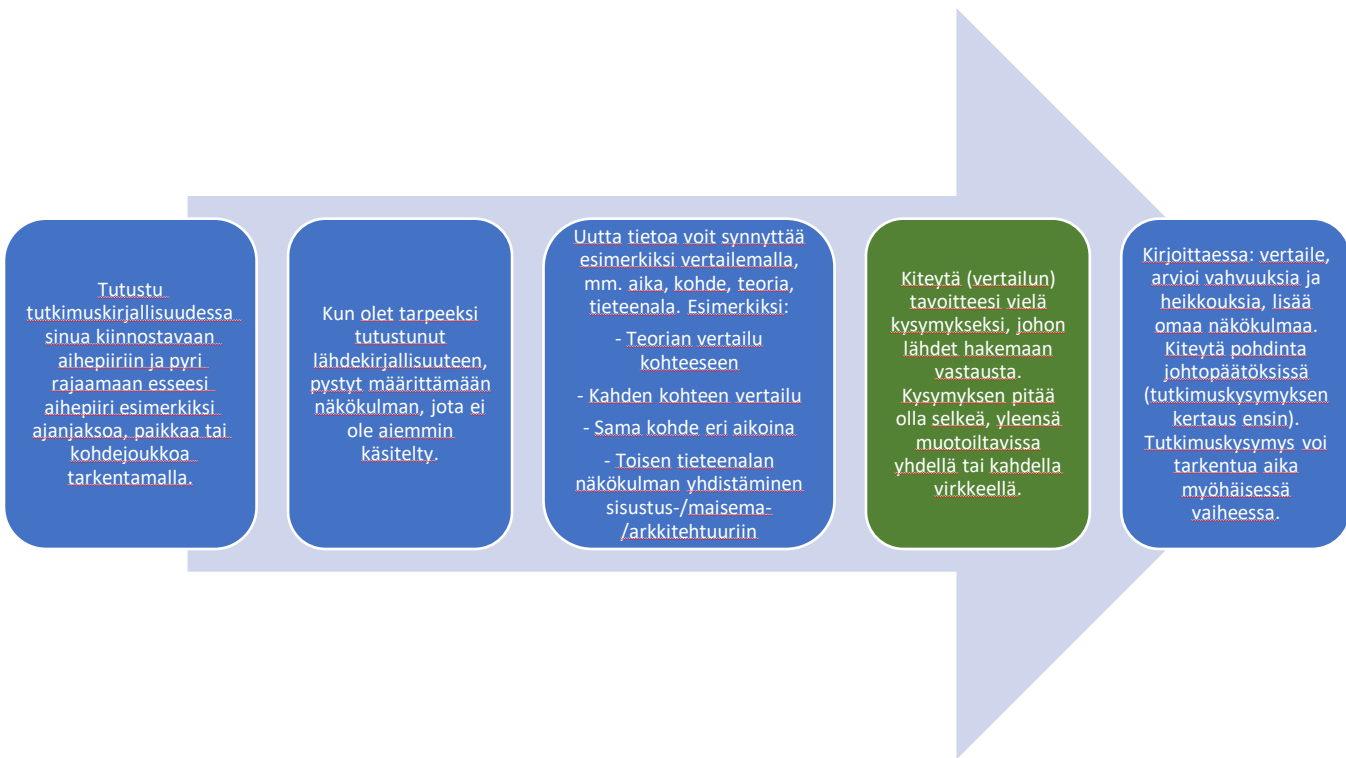 Tutustu
tutkimuskirjallisuudessa
sinua kiinnostavaan
aihepiiriin ja pyri
rajaamaan esseesi
aihepiiri esimerkiksi
ajanjaksoa, paikkaa tai
kohdejoukkoa
tarkentamalla.
Kun olet tarpeeksi
tutustunut
lähdekirjallisuuteen,
pystyt määrittämään
näkökulman, jota ei
ole aiemmin
käsitelty.
Uutta tietoa voit synnyttää
esimerkiksi vertailemalla,
mm. aika, kohde, teoria,
tieteenala. Esimerkiksi:
- Teorian vertailu
kohteeseen
- Kahden kohteen vertailu
- Sama kohde eri aikoina
- Toisen tieteenalan
näkökulman yhdistäminen
sisustus-/maisema-
/arkkitehtuuriin
Kiteytä (vertailun)
tavoitteesi vielä
kysymykseksi, johon
lähdet hakemaan
vastausta.
Kysymyksen pitää
olla selkeä, yleensä
muotoiltavissa
yhdellä tai kahdella
virkkeellä.
Kirjoittaessa: vertaile,
arvioi vahvuuksia ja
heikkouksia, lisää
omaa näkökulmaa.
Kiteytä pohdinta
johtopäätöksissä
(tutkimuskysymyksen
kertaus ensin).
Tutkimuskysymys voi
tarkentua aika
myöhäisessä
vaiheessa.